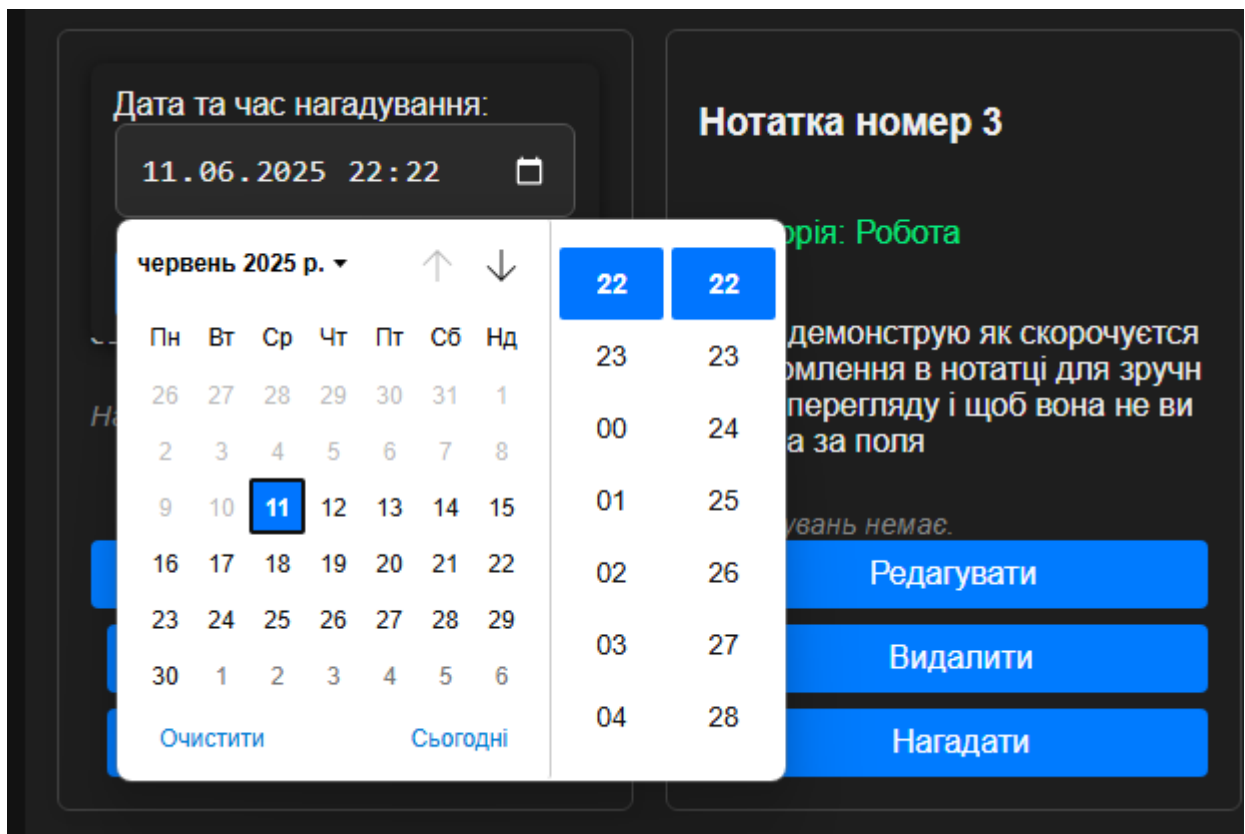 Дата та час нагадування:
11.06.2025 22:22
червень 2025 р.
Пн Вт Ср Чт Пт Сб Нд
26 27 28 29 30 31 1
2 3 4 5 6 7 8
9 10 11 12 13 14 15
16 17 18 19 20 21 22
23 24 25 26 27 28 29
30 1 2 3 4 5 6
Очистити Сьогодні
22 22
23 23
00 24
01 25
02 26
03 27
04 28
Нотатка номер 3
Робота
демонструю як скорочуєтся
в нотатці для зручн
перегляду і щоб вона не ви
за поля
немає.
Редагувати
Видалити
Нагадати